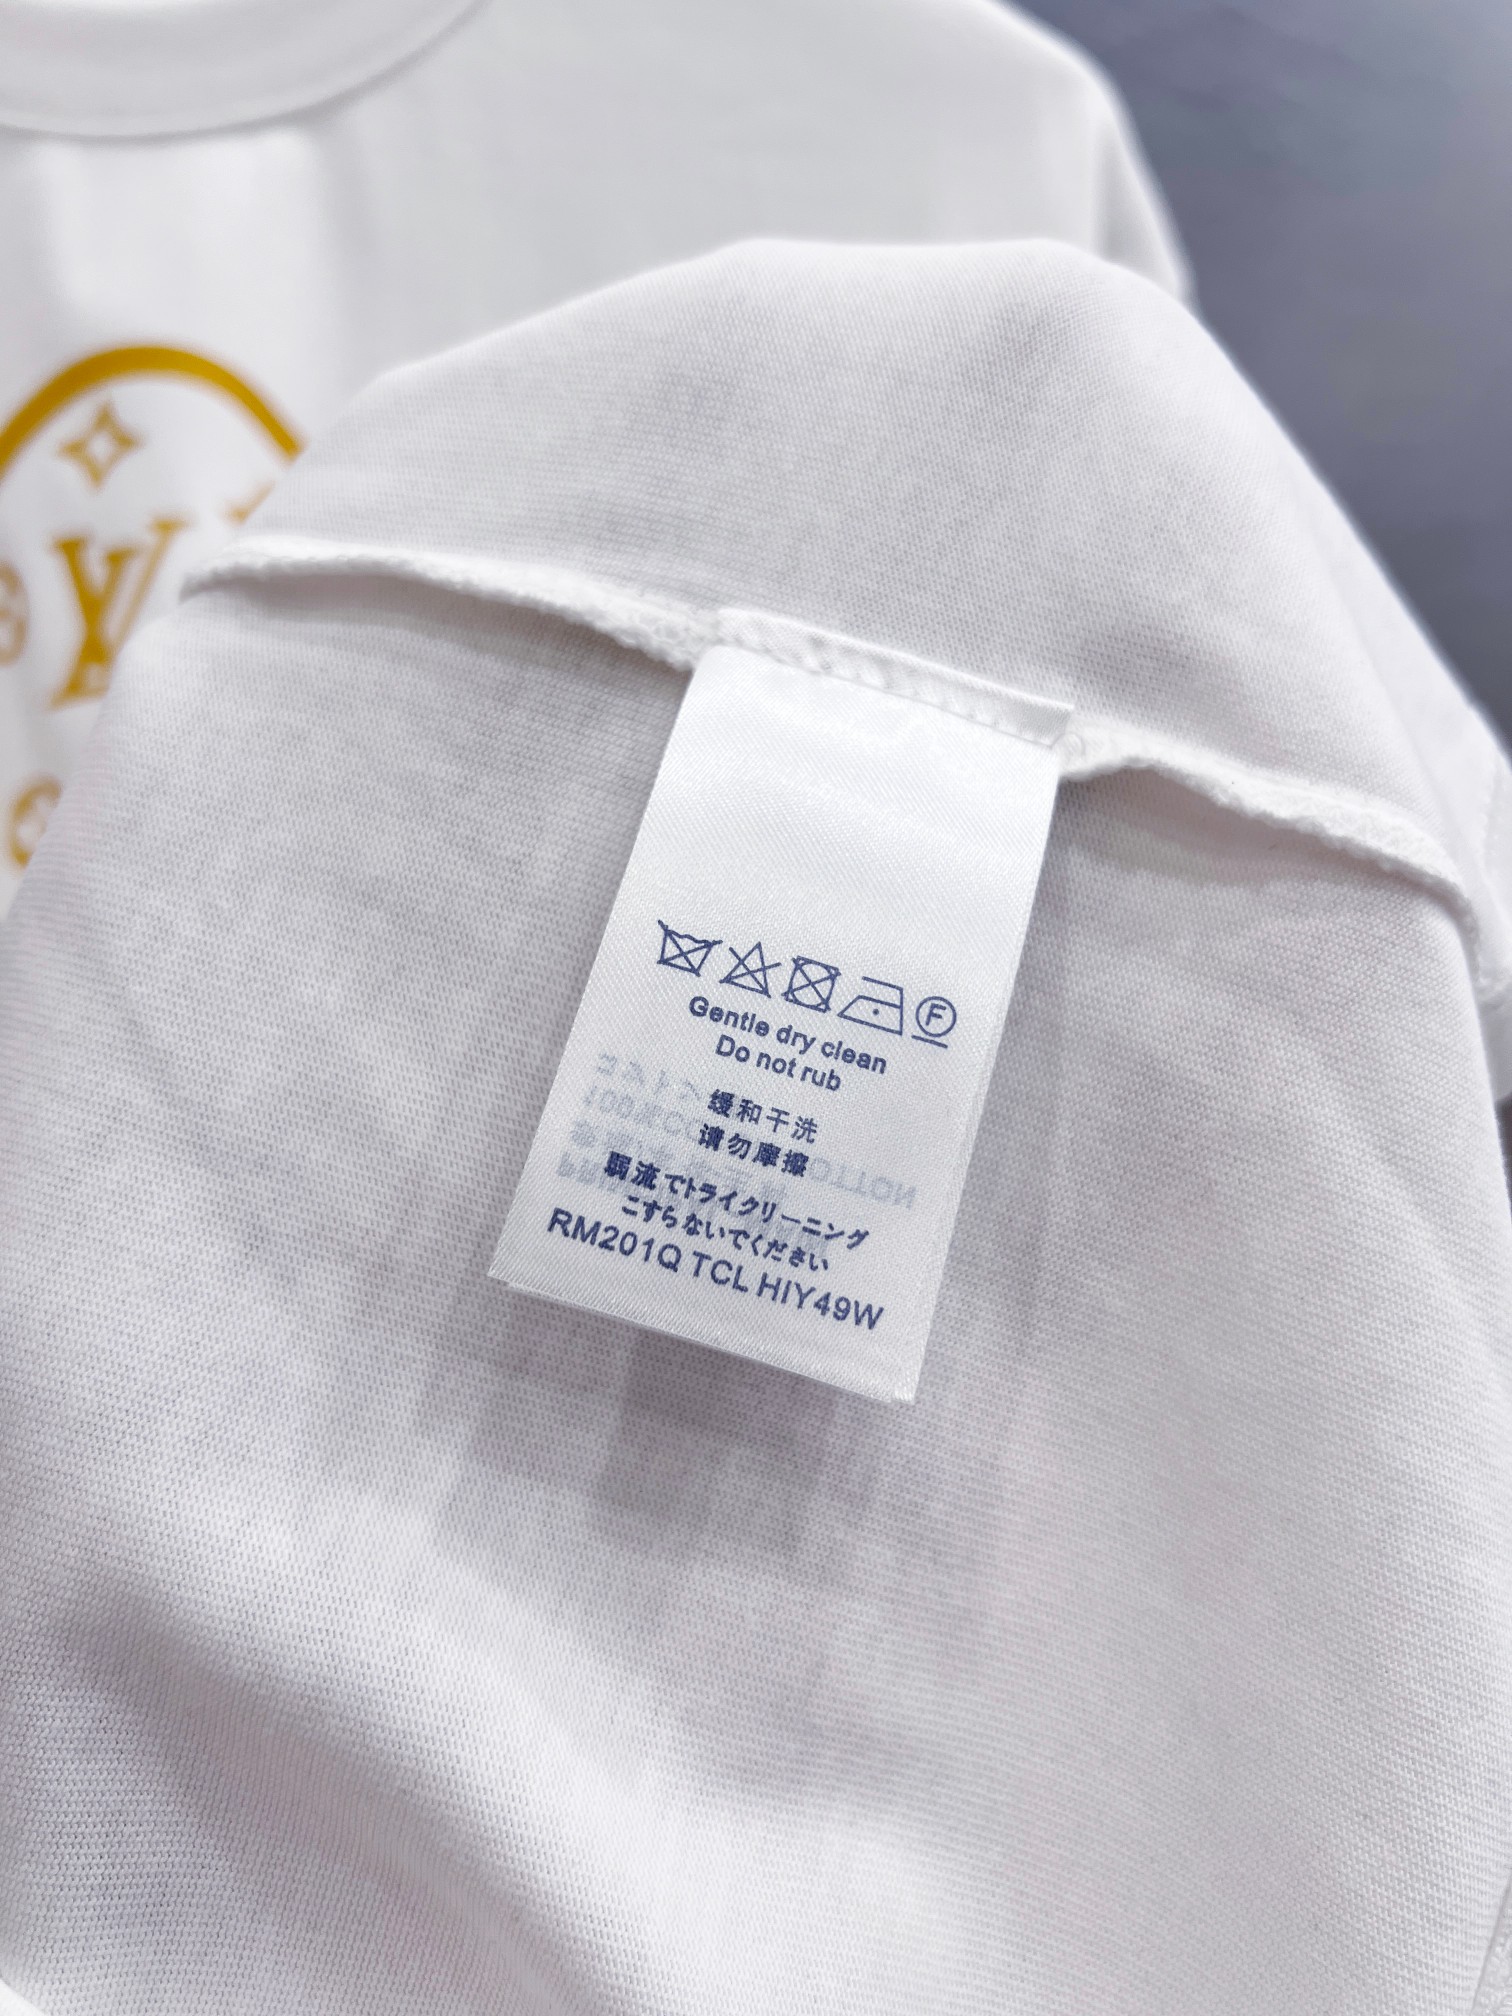 LV
F
Gentle dry clean
Do not rub
缓和干洗
请勿摩擦
弱流でドライクリーニング
こすらないでください
RM201Q TCL HIY49W